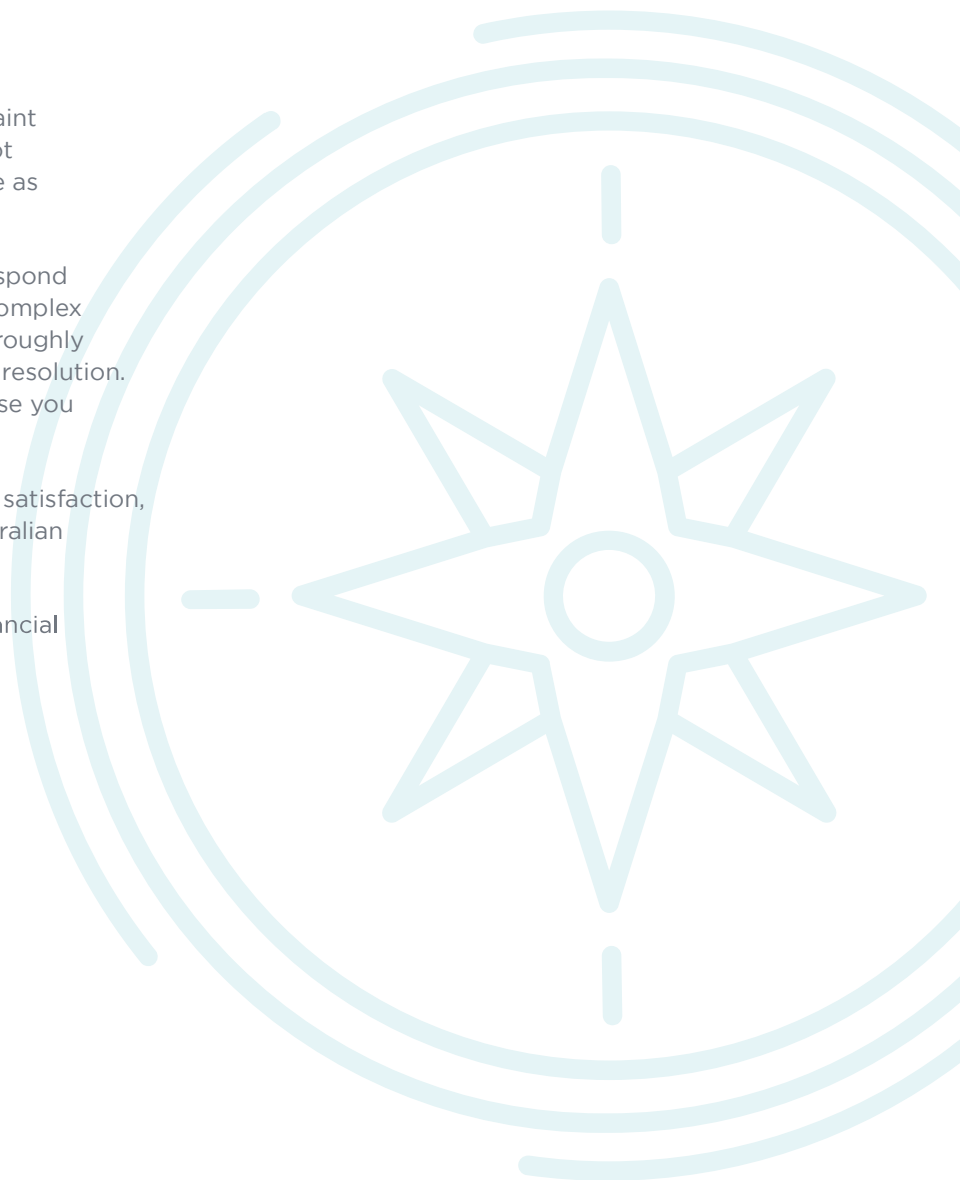 aint
ot
e as
spond
omplex
roughly
resolution.
se you
satisfaction,
ralian
ancial